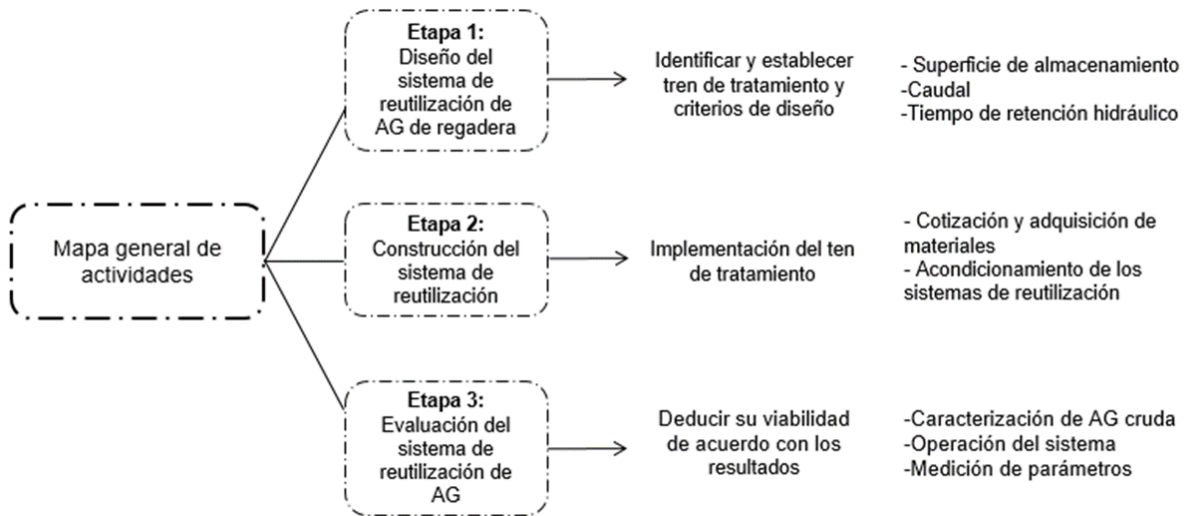 Mapa general de
actividades
Etapa 1:
Diseño del
sistema de
reutilización de
AG de regadera
Identificar y establecer
tren de tratamiento y
criterios de diseño
- Superficie de almacenamiento
-Caudal
-Tiempo de retención hidráulico
Etapa 2:
Construcción del
sistema de
reutilización
Implementación del ten
de tratamiento
- Cotización y adquisición de
materiales
- Acondicionamiento de los
sistemas de reutilización
Etapa 3:
Evaluación del
sistema de
reutilización de
AG
Deducir su viabilidad
de acuerdo con los
resultados
-Caracterización de AG cruda
-Operación del sistema
-Medición de parámetros